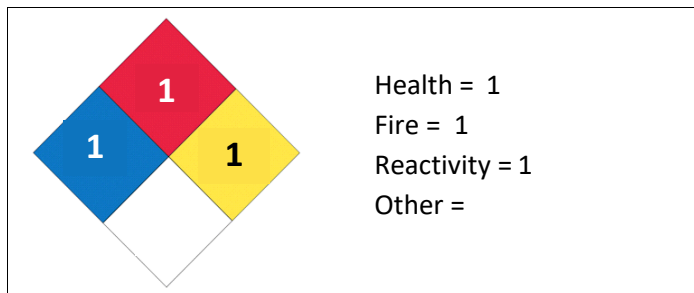 1
1
1
Health = 1
Fire = 1
Reactivity = 1
Other =